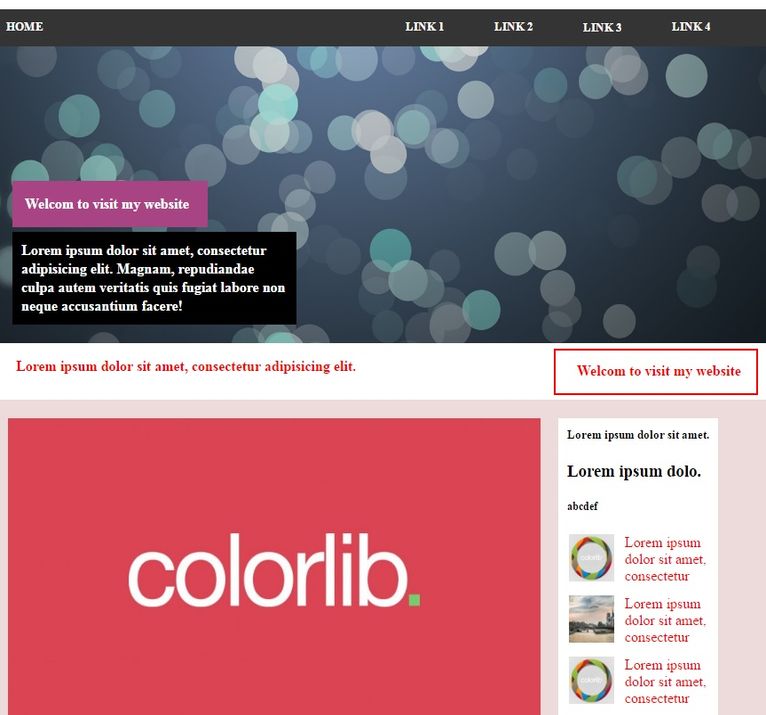 HOME LINK 1 LINK 2 LINK 3 LINK 4
Welcom to visit my website
Lorem ipsum dolor sit amet, consectetur
adipisicing elit. Magnam, repudiandae
culpa autem veritatis quis fugiat labore non
neque accusantium facere!
Lorem ipsum dolor sit amet, consectetur adipisicing elit.
Welcom to visit my website
colorlib.
Lorem ipsum dolor sit amet.
Lorem ipsum dolo.
abcdef
colorlib
Lorem ipsum
dolor sit amet,
consectetur
Lorem ipsum
dolor sit amet,
consectetur
colorlib
Lorem ipsum
dolor sit amet,
consectetur